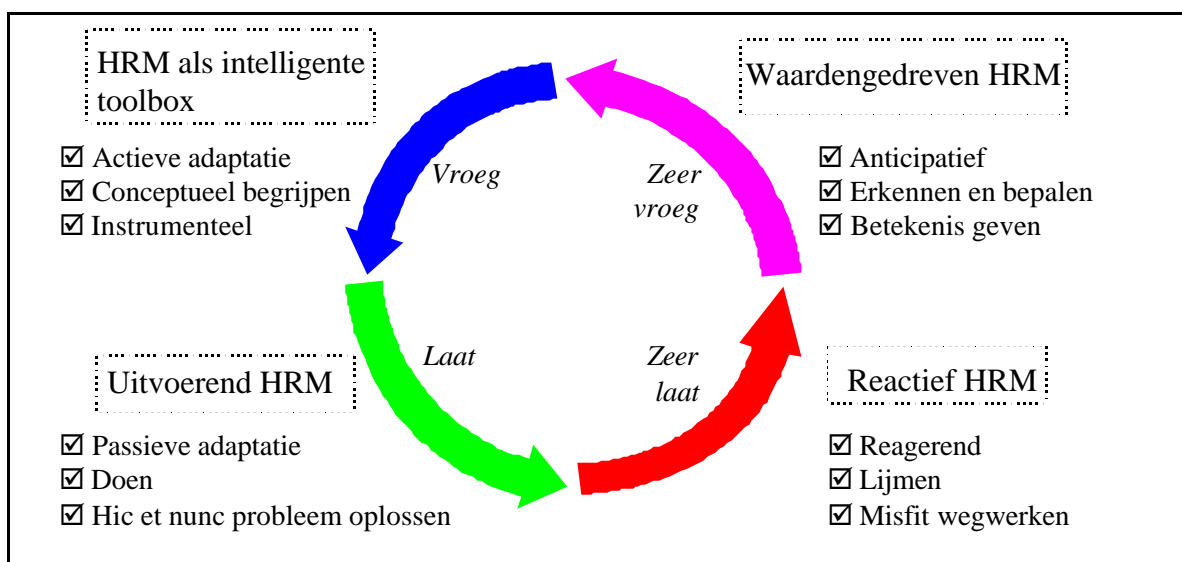 HRM als intelligente
toolbox
☑ Actieve adaptatie
☑ Conceptueel begrijpen
☑ Instrumenteel
Vroeg
Zeer
vroeg
Waardengedreven HRM
☑ Anticipatief
☑ Erkennen en bepalen
☑ Betekenis geven
Uitvoerend HRM
☑ Passieve adaptatie
☑ Doen
☑ Hic et nunc probleem oplossen
Laat
Zeer
laat
Reactief HRM
☑ Reagerend
☑ Lijmen
☑ Misfit wegwerken